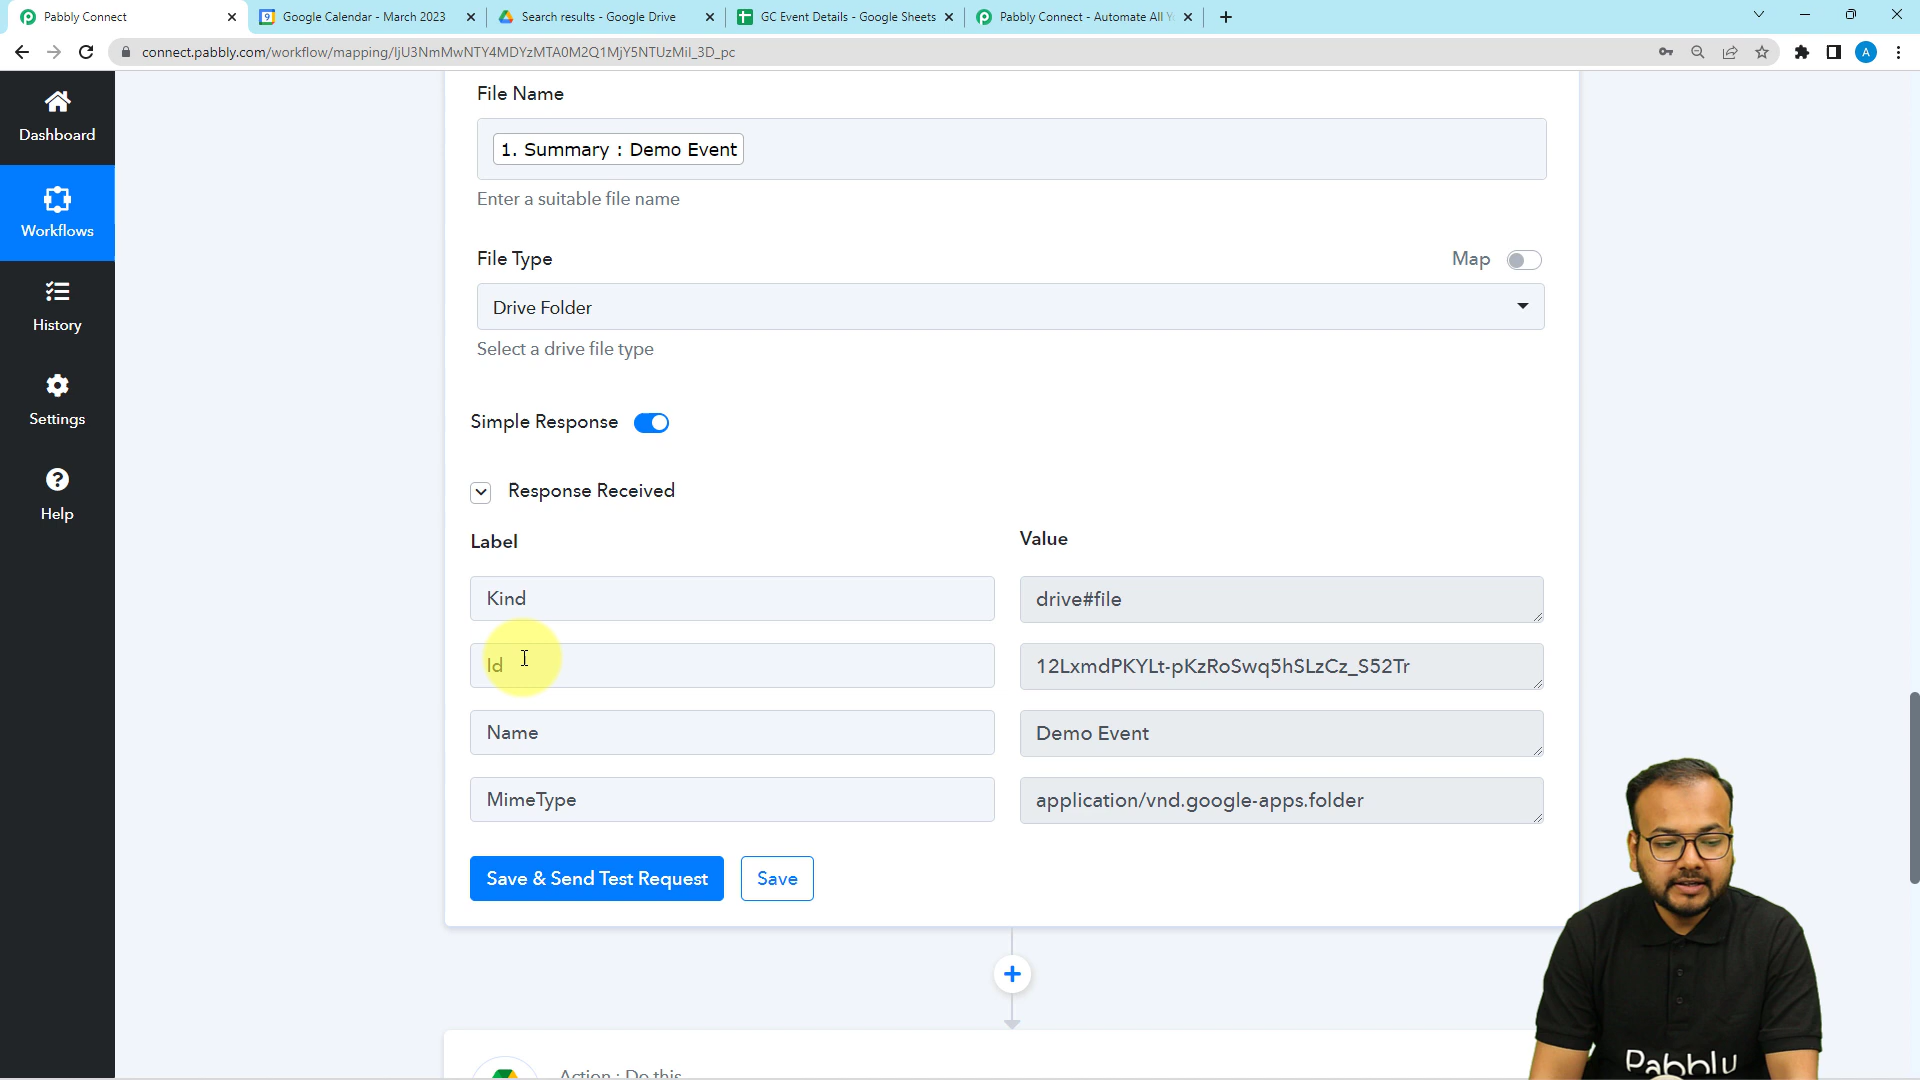 Pabbly Connect
Google Calendar - March 2023
Search results - Google Drive
GC Event Details - Google Sheets
Pabbly Connect - Automate All Y
connect.pabbly.com/workflow/mapping/IjU3NmMwNTY4MDYzMTA0M2Q1MjY5NTUzMiI_3D_pc
A
Dashboard
Workflows
History
Settings
Help
File Name
1. Summary : Demo Event
Enter a suitable file name
File Type
Map
Drive Folder
Select a drive file type
Simple Response
Response Received
Label
Value
Kind
drive#file
Id
12LxmdPKYLt-pKzRoSwq5hSLzCz_S52Tr
Name
Demo Event
MimeType
application/vnd.google-apps.folder
Save & Send Test Request
Save
Action : Do this
Pabbly